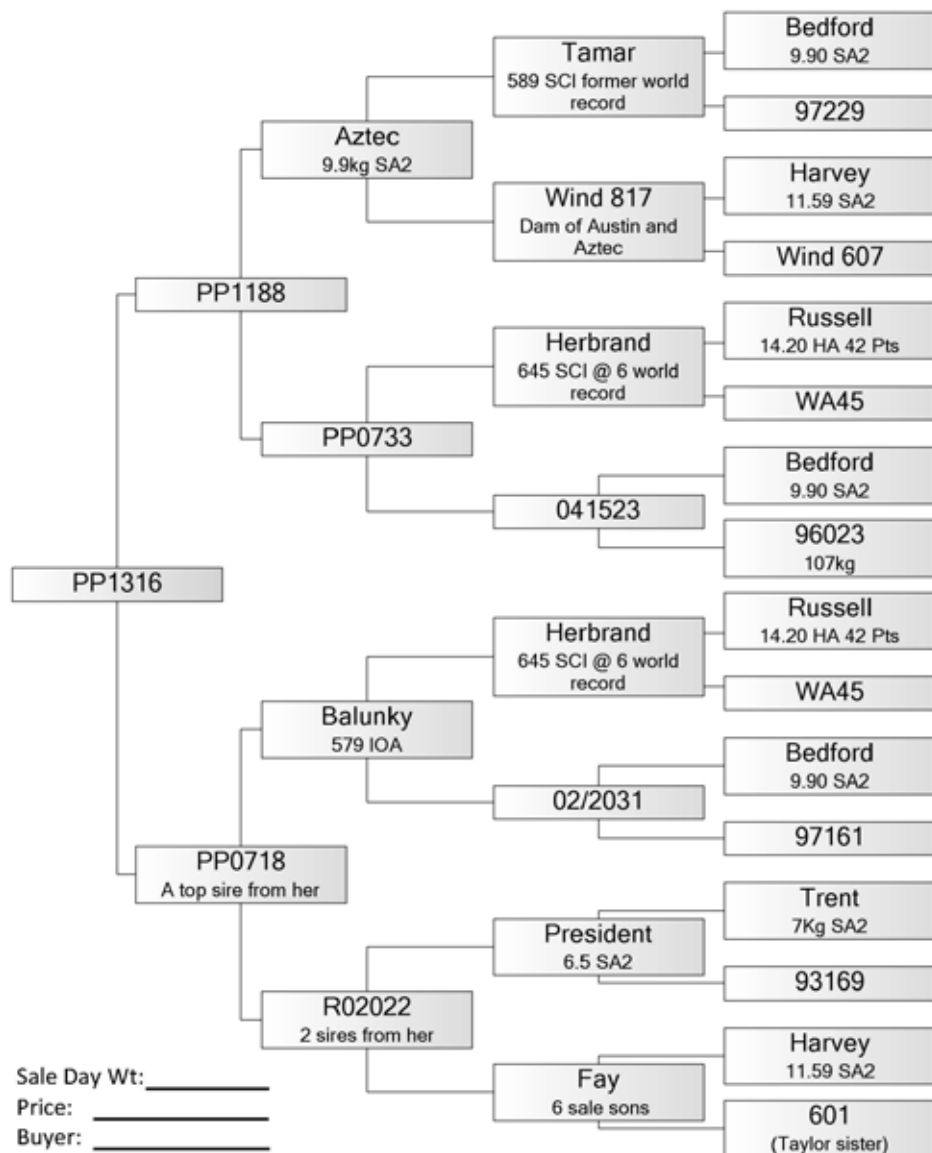 Tamar
589 SCI former world
record
Bedford
9.90 SA2
97229
Aztec
9.9kg SA2
Wind 817
Dam of Austin and
Aztec
Harvey
11.59 SA2
Wind 607
PP1188
Herbrand
645 SCI @ 6 world
record
Russell
14.20 HA 42 Pts
WA45
PP0733
041523
Bedford
9.90 SA2
96023
107kg
PP1316
Herbrand
645 SCI @ 6 world
record
Russell
14.20 HA 42 Pts
WA45
Balunky
579 IOA
02/2031
Bedford
9.90 SA2
97161
PP0718
A top sire from her
President
6.5 SA2
Trent
7Kg SA2
93169
R02022
2 sires from her
Fay
6 sale sons
Harvey
11.59 SA2
601
(Taylor sister)
Sale Day Wt:
Price:
Buyer: